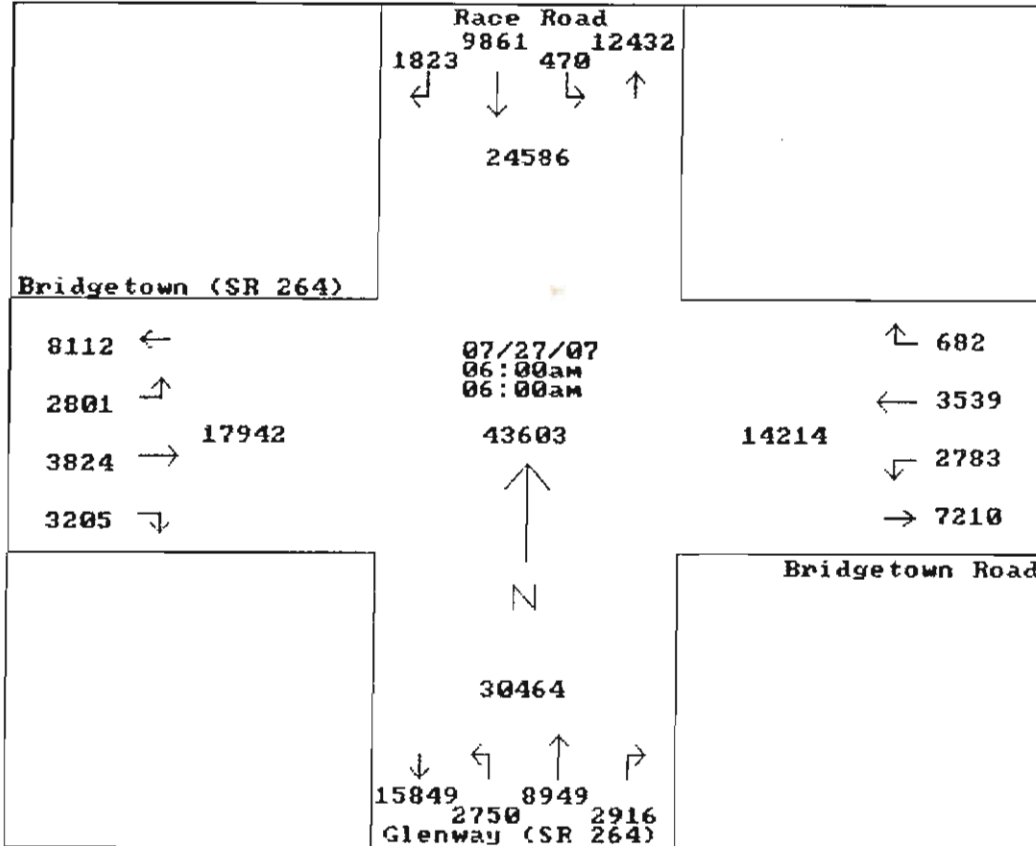 Race Road
9861 12432
1823 470
24586
Bridgetown (SR 264)
8112
2801
3824
3205
17942
07/27/07
06:00am
06:00am
43603
14214
682
3539
2783
7210
Bridgetown Road
N
30464
15849 8949
2750 2916
Glenway (SR 264)